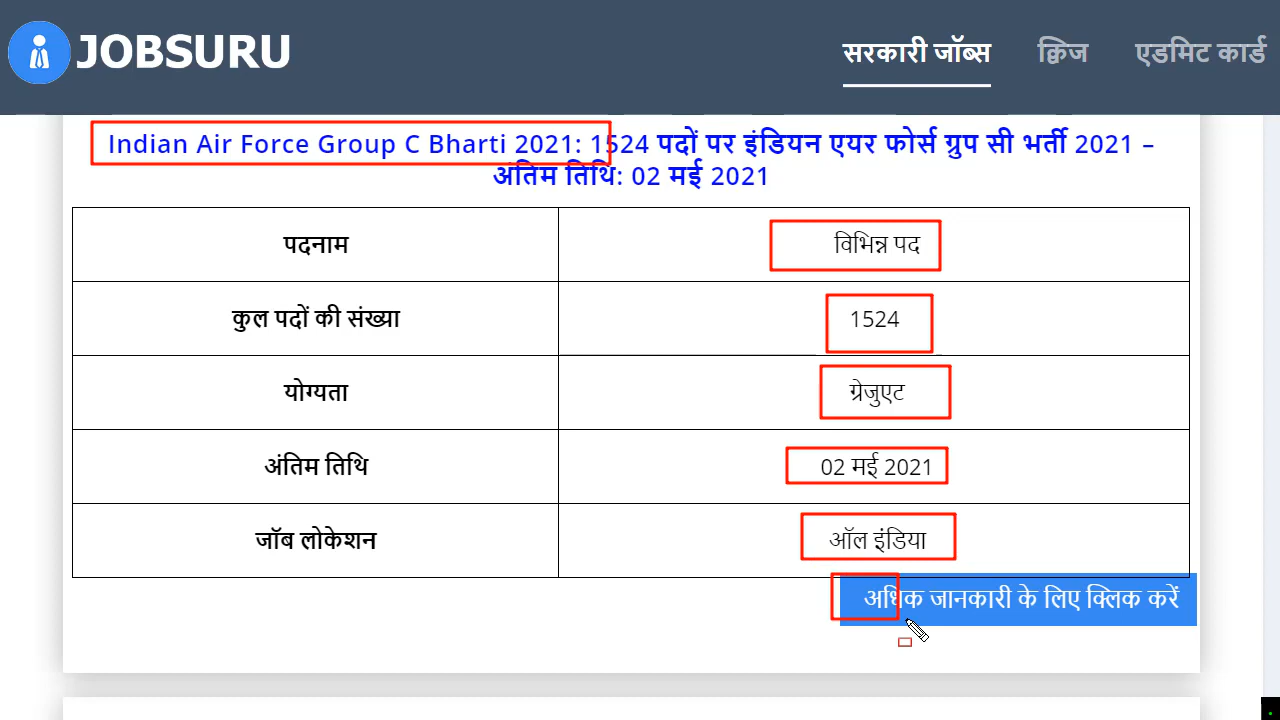 JOBSURU
सरकारी जॉब्स क्विज एडमिट कार्ड
Indian Air Force Group C Bharti 2021: 1524 पदों पर इंडियन एयर फोर्स ग्रुप सी भर्ती 2021 –
अंतिम तिथि: 02 मई 2021
पदनाम विभिन्न पद
कुल पदों की संख्या 1524
योग्यता ग्रेजुएट
अंतिम तिथि 02 मई 2021
जॉब लोकेशन ऑल इंडिया
अधिक जानकारी के लिए क्लिक करें